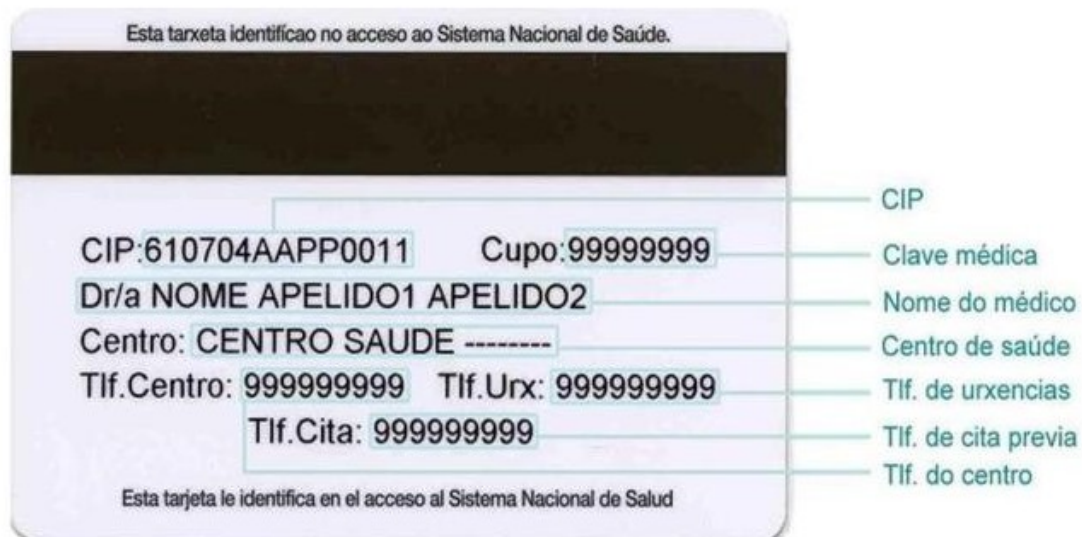 Esta tarxeta identifícao no acceso ao Sistema Nacional de Saúde.
CIP
CIP:610704AAPP0011 Cupo:99999999 Clave médica
Dr/a NOME APELIDO1 APELIDO2 Nome do médico
Centro: CENTRO SAUDE -------- Centro de saúde
Tlf.Centro: 999999999 Tlf.Urx: 999999999 Tlf. de urxencias
Tlf.Cita: 999999999 Tlf. de cita previa
Tlf. do centro
Esta tarjeta le identifica en el acceso al Sistema Nacional de Salud